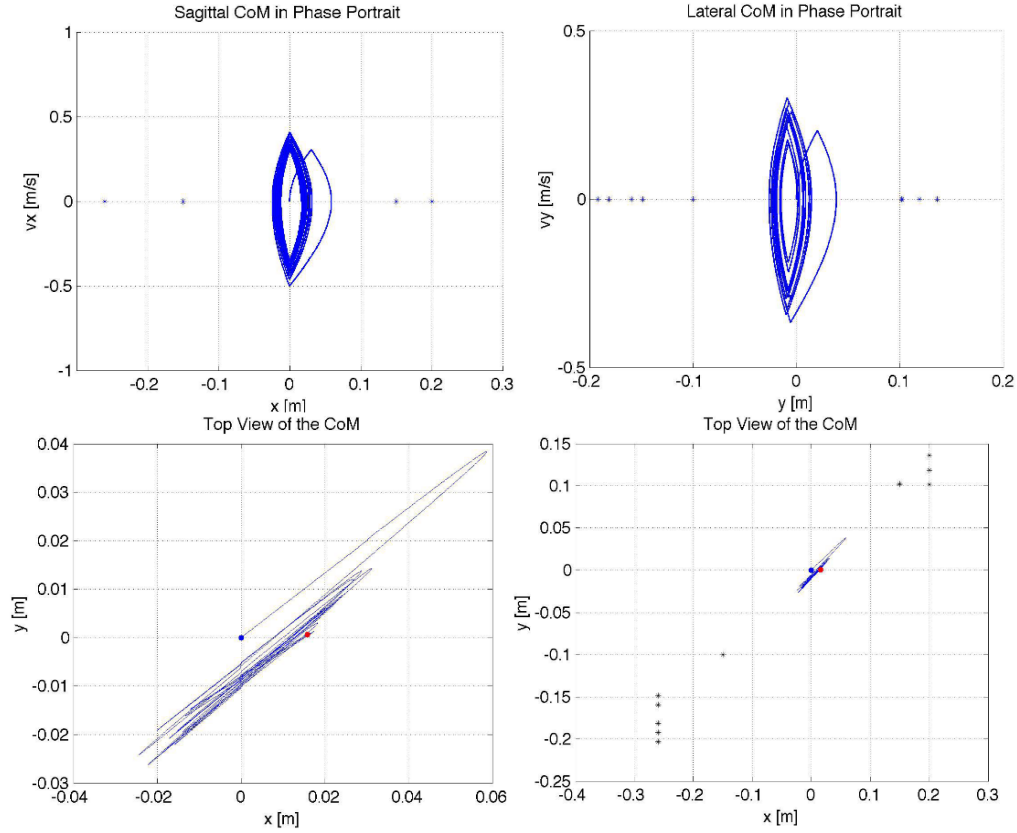 Sagittal CoM in Phase Portrait
1
0.5
0
-0.5
-1
vx [m/s]
-0.2 -0.1 0 0.1 0.2 0.3
x [m]
Lateral CoM in Phase Portrait
0.5
0
-0.5
vy [m/s]
-0.2 -0.1 0 0.1 0.2
y [m]
Top View of the CoM
0.04
0.03
0.02
0.01
0
-0.01
-0.02
-0.03
y [m]
-0.04 -0.02 0 0.02 0.04 0.06
x [m]
Top View of the CoM
0.15
0.1
0.05
0
-0.05
-0.1
-0.15
-0.2
-0.25
y [m]
-0.4 -0.3 -0.2 -0.1 0 0.1 0.2 0.3
x [m]